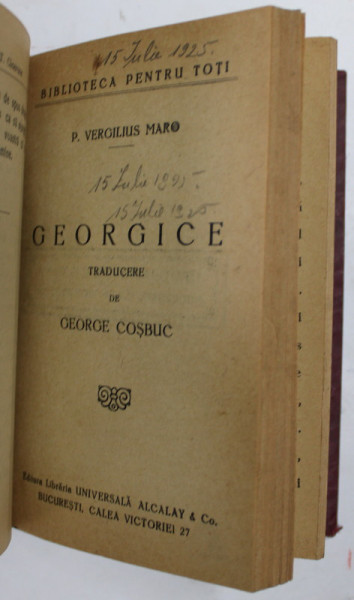 15 Iulie 1925.
BIBLIOTECA PENTRU TOȚI
P. VERGILIUS MARO
15 Iulie 1925.
15 Iulie 1925
GEORGICE
TRADUCERE
DE
GEORGE COȘBUC
Editura Librăriei UNIVERSALĂ ALCALAY & Co.
BUCUREȘTI, CALEA VICTORIEI 27